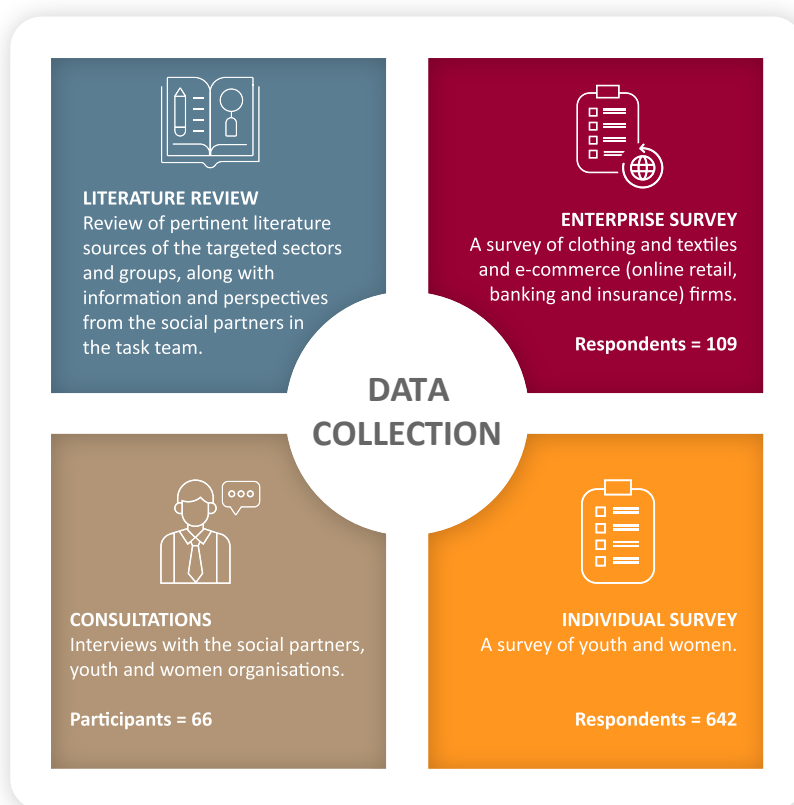 LITERATURE REVIEW
Review of pertinent literature
sources of the targeted sectors
and groups, along with
information and perspectives
from the social partners in
the task team.
ENTERPRISE SURVEY
A survey of clothing and textiles
and e-commerce (online retail,
banking and insurance) firms.
Respondents = 109
DATA
COLLECTION
CONSULTATIONS
Interviews with the social partners,
youth and women organisations.
Participants = 66
INDIVIDUAL SURVEY
A survey of youth and women.
Respondents = 642